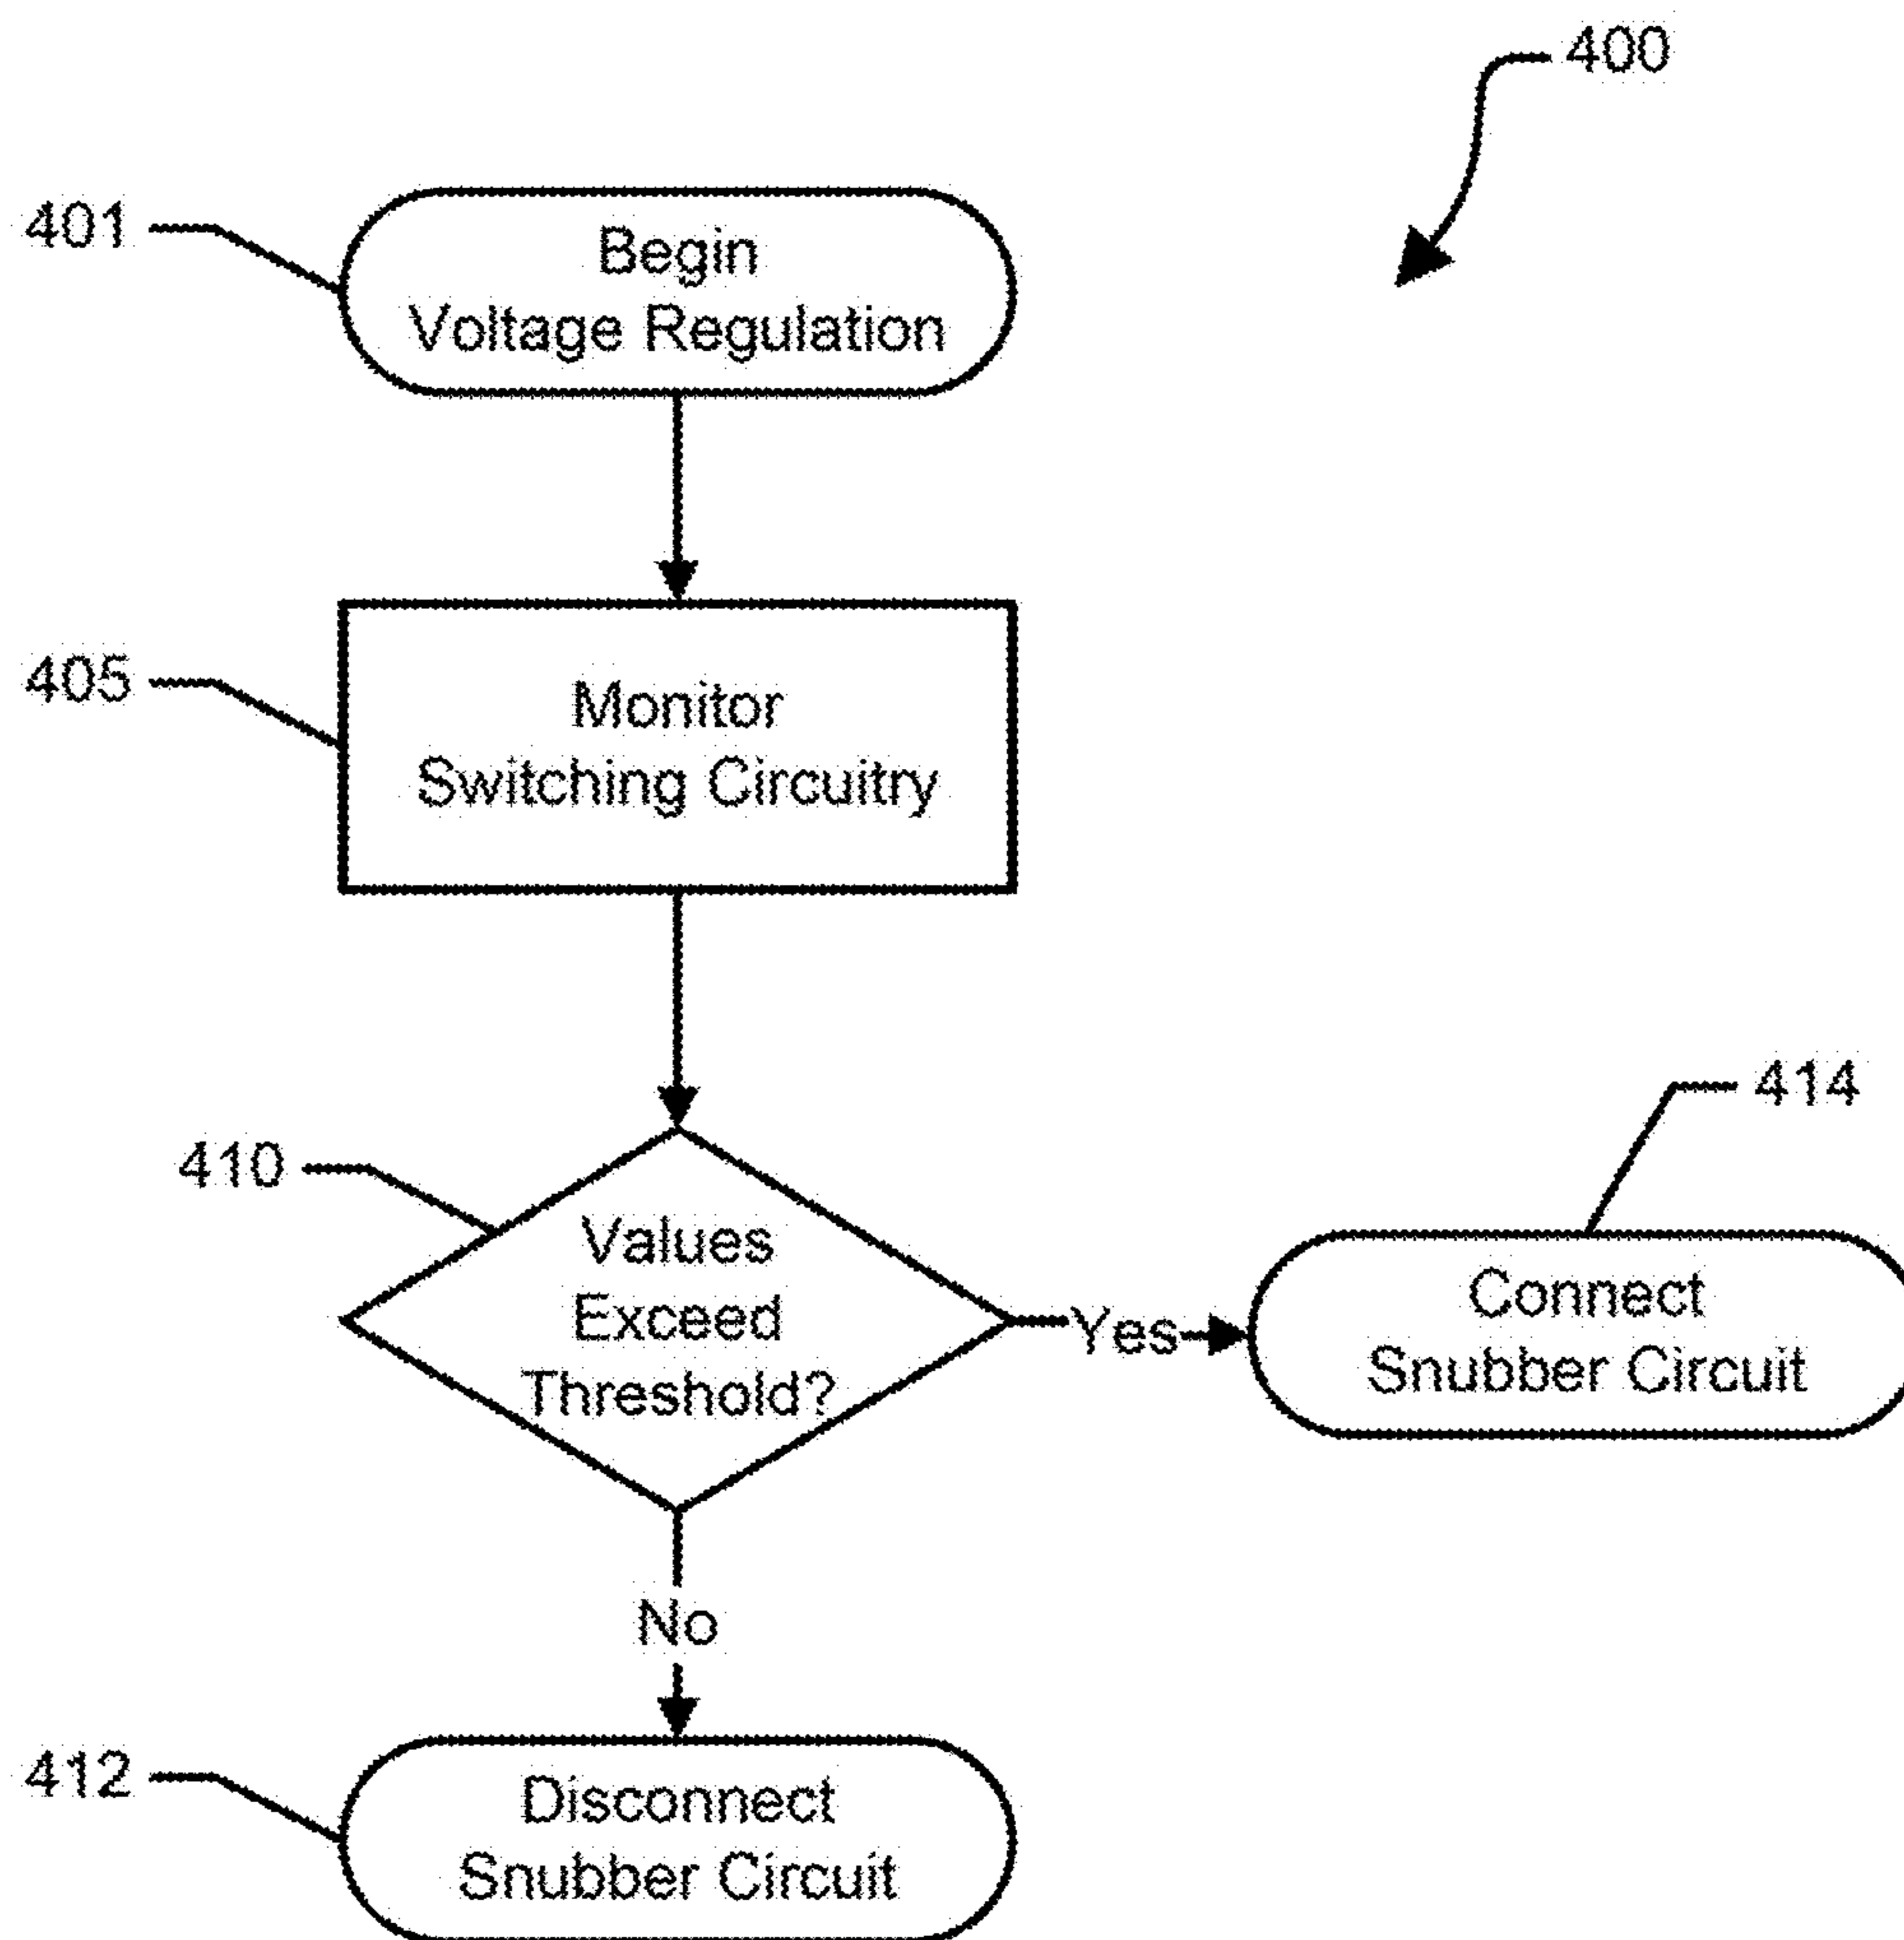 400
401
Begin
Voltage Regulation
405
Monitor
Switching Circuitry
410
Values
Exceed
Threshold?
Yes
414
Connect
Snubber Circuit
No
412
Disconnect
Snubber Circuit